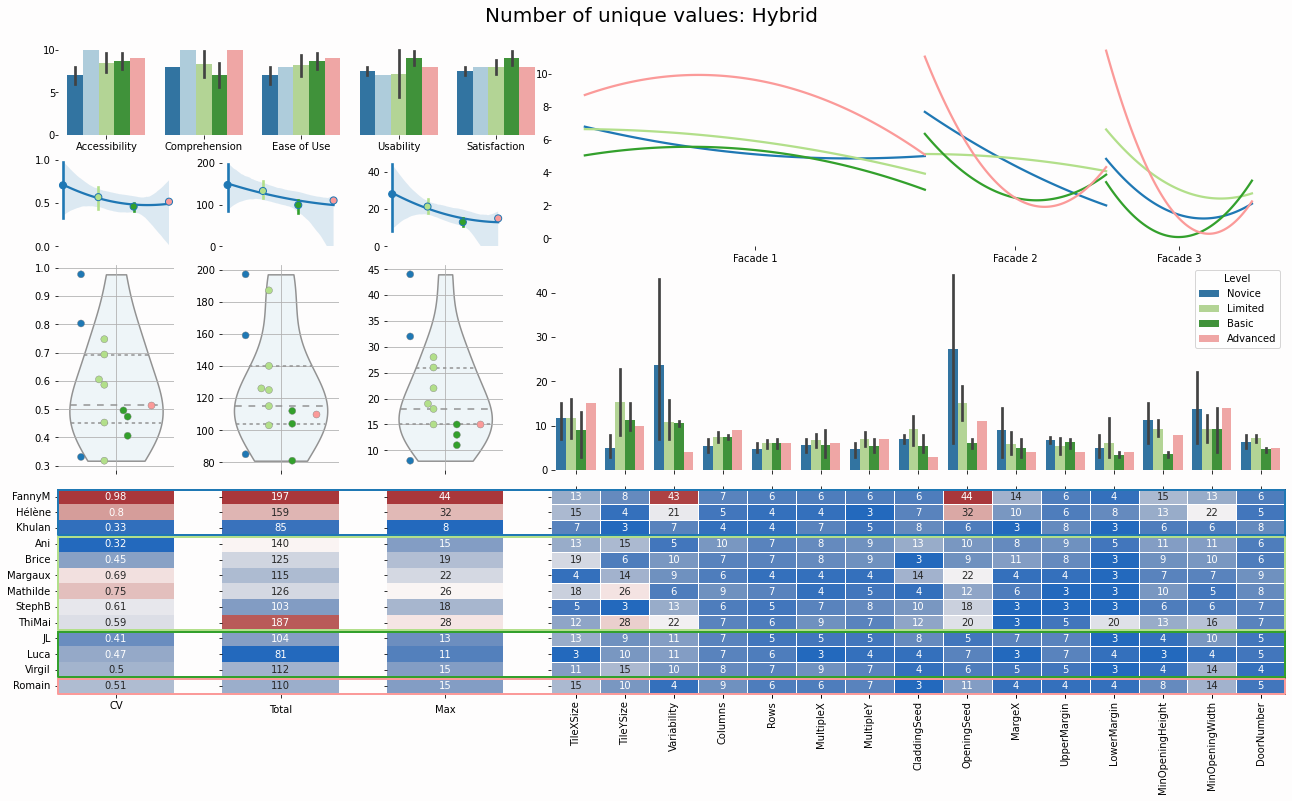 Number of unique values: Hybrid
10
5
0
Accessibility Comprehension Ease of Use Usability Satisfaction
1.0
0.5
0.0
200
100
0
40
20
0
10
8
6
4
2
0
Facade 1 Facade 2 Facade 3
1.0
0.9
0.8
0.7
0.6
0.5
0.4
0.3
200
180
160
140
120
100
80
45
40
35
30
25
20
15
10
40
30
20
10
0
Level
Novice
Limited
Basic
Advanced
FannyM 0.98 197 44 13 8 43 7 6 6 6 6 44 14 6 4 15 13 6
Hélène 0.8 159 32 15 4 21 5 4 4 3 7 32 10 6 8 13 22 5
Khulan 0.33 85 8 7 3 7 4 4 7 5 8 6 3 8 3 6 6 8
Ani 0.32 140 15 13 15 5 10 7 8 9 13 10 8 9 5 11 11 6
Brice 0.45 125 19 19 6 10 7 7 8 9 3 9 11 8 3 9 10 6
Margaux 0.69 115 22 4 14 9 6 4 4 4 14 22 4 4 3 7 7 9
Mathilde 0.75 126 26 18 26 6 9 7 4 5 4 12 6 3 3 10 5 8
StephB 0.61 103 18 5 3 13 6 5 7 8 10 18 3 3 3 6 6 7
ThiMai 0.59 187 28 12 28 22 7 6 9 7 12 20 3 5 20 13 16 7
JL 0.41 104 13 13 9 11 7 5 5 5 8 5 7 7 3 4 10 5
Luca 0.47 81 11 3 10 11 7 6 3 4 4 7 3 7 4 3 4 5
Virgil 0.5 112 15 11 15 10 8 7 9 7 4 6 5 5 3 4 14 4
Romain 0.51 110 15 15 10 4 9 6 6 7 3 11 4 4 4 8 14 5
CV Total Max TileXSize TileYSize Variability Columns Rows MultipleX MultipleY CladdingSeed OpeningSeed MargeX UpperMargin LowerMargin MinOpeningHeight MinOpeningWidth DoorNumber